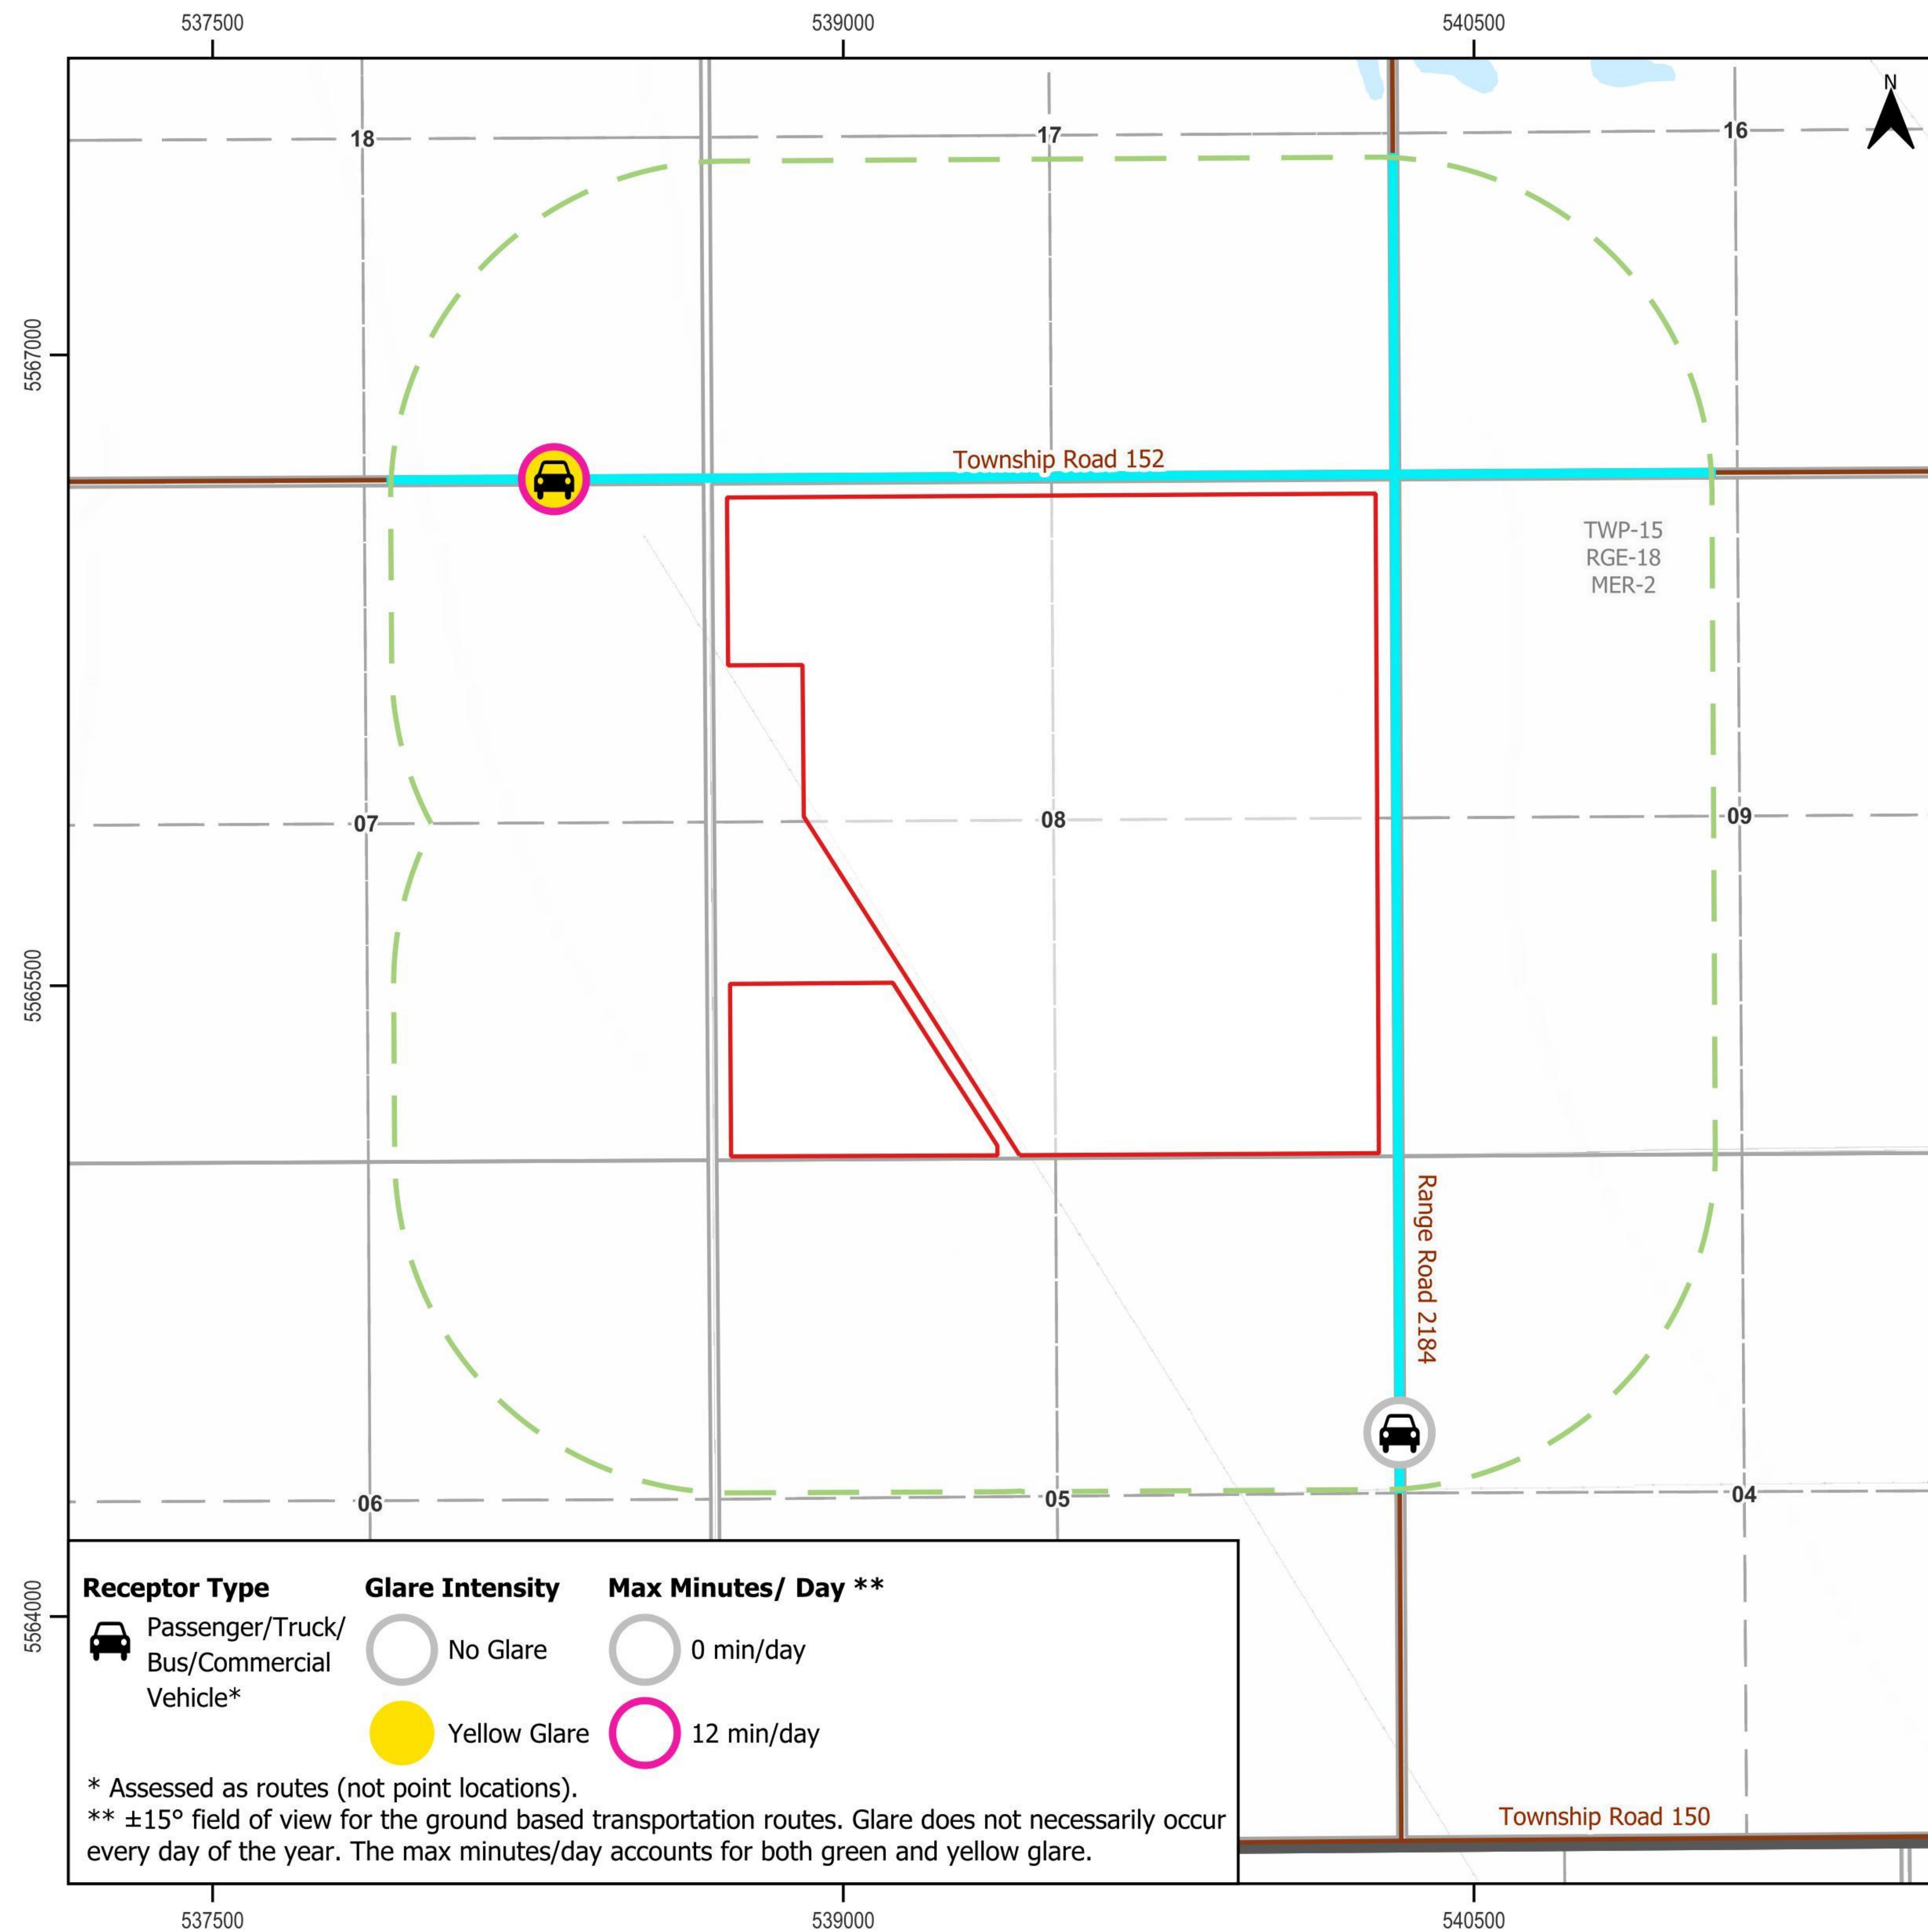 537500
539000
540500
N
18
17
16
5567000
Township Road 152
TWP-15
RGE-18
MER-2
07
08
09
5565500
Range Road 2184
06
05
04
5564000
Receptor Type
Passenger/Truck/
Bus/Commercial
Vehicle*
Glare Intensity
No Glare
Yellow Glare
Max Minutes/ Day **
0 min/day
12 min/day
* Assessed as routes (not point locations).
** ±15° field of view for the ground based transportation routes. Glare does not necessarily occur
every day of the year. The max minutes/day accounts for both green and yellow glare.
Township Road 150
537500
539000
540500